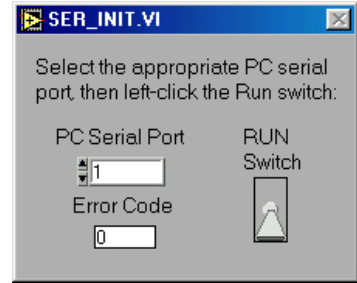 SER_INIT.VI
Select the appropriate PC serial
port, then left-click the Run switch:
PC Serial Port
1
RUN
Switch
Error Code
0